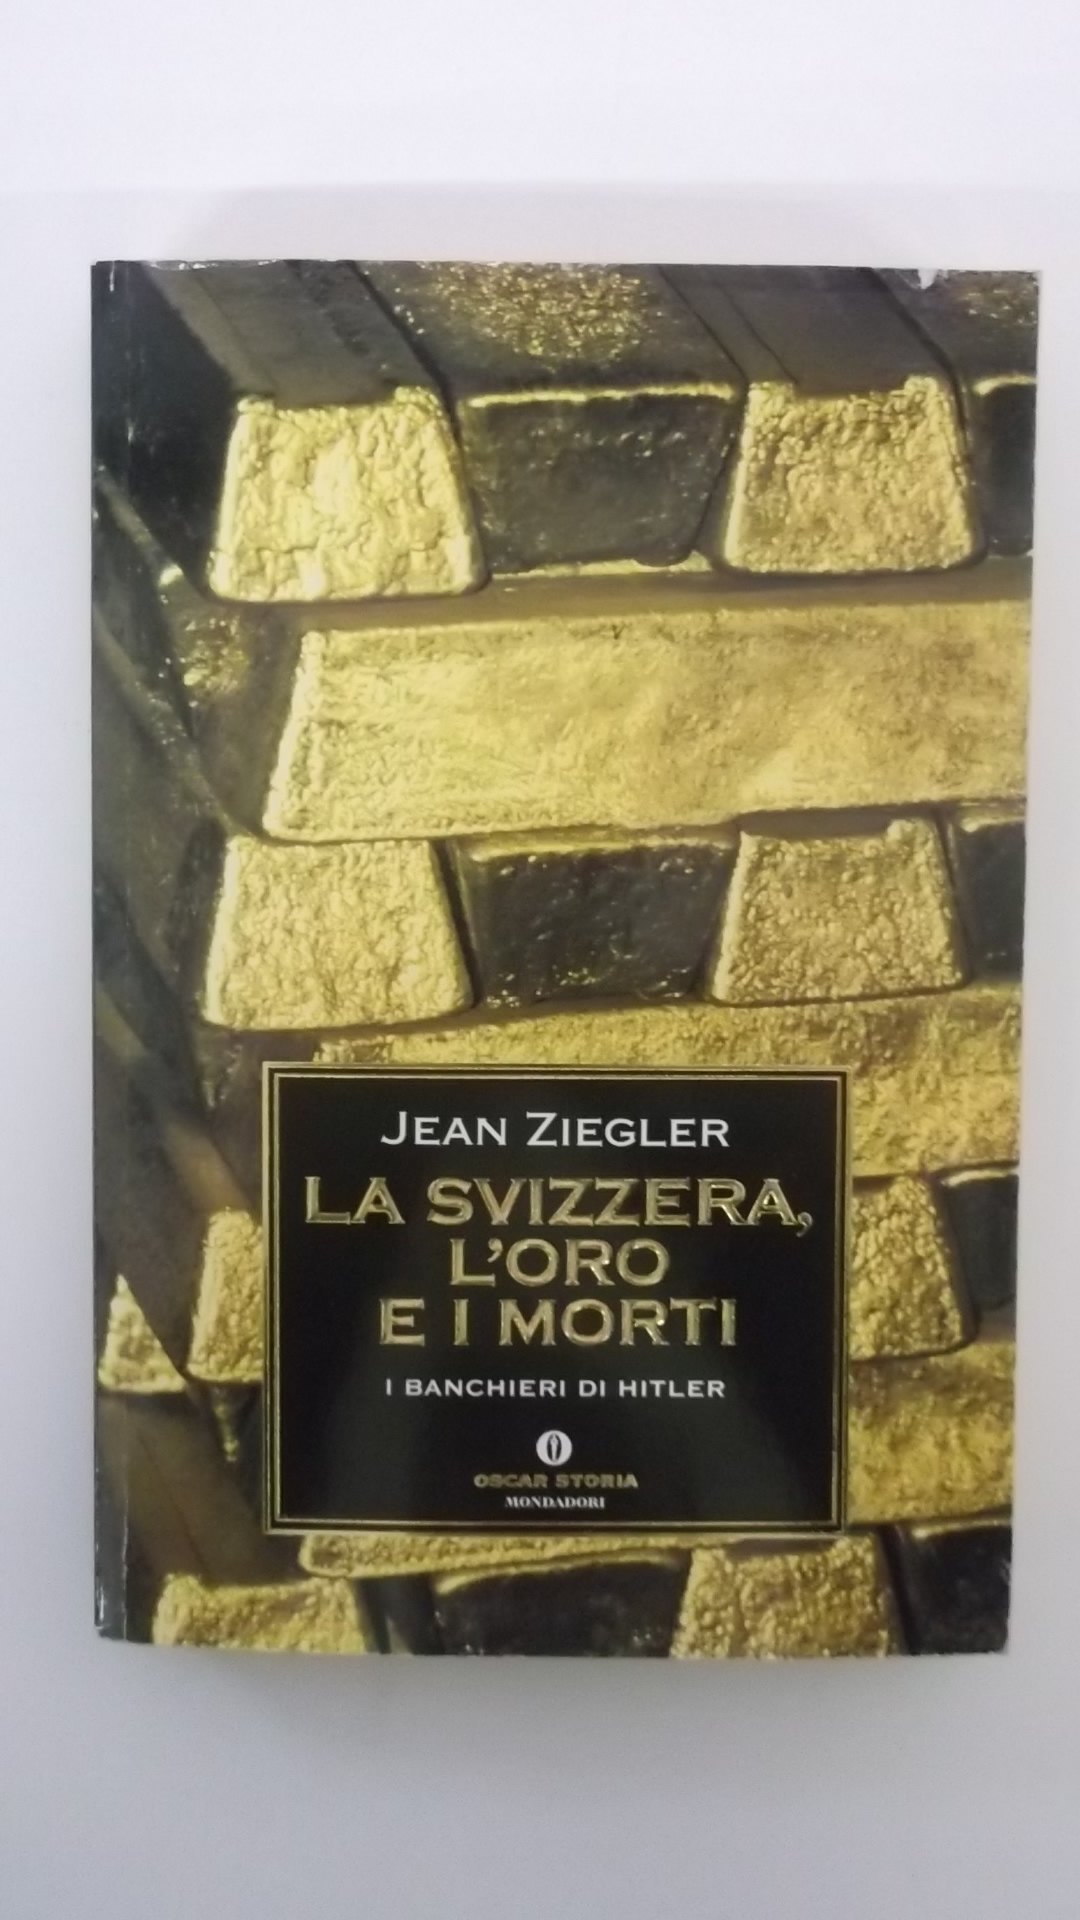 JEAN ZIEGLER
LA SVIZZERA,
L'ORO
E I MORTI
I BANCHIERI DI HITLER
OSCAR STORIA
MONDADORI